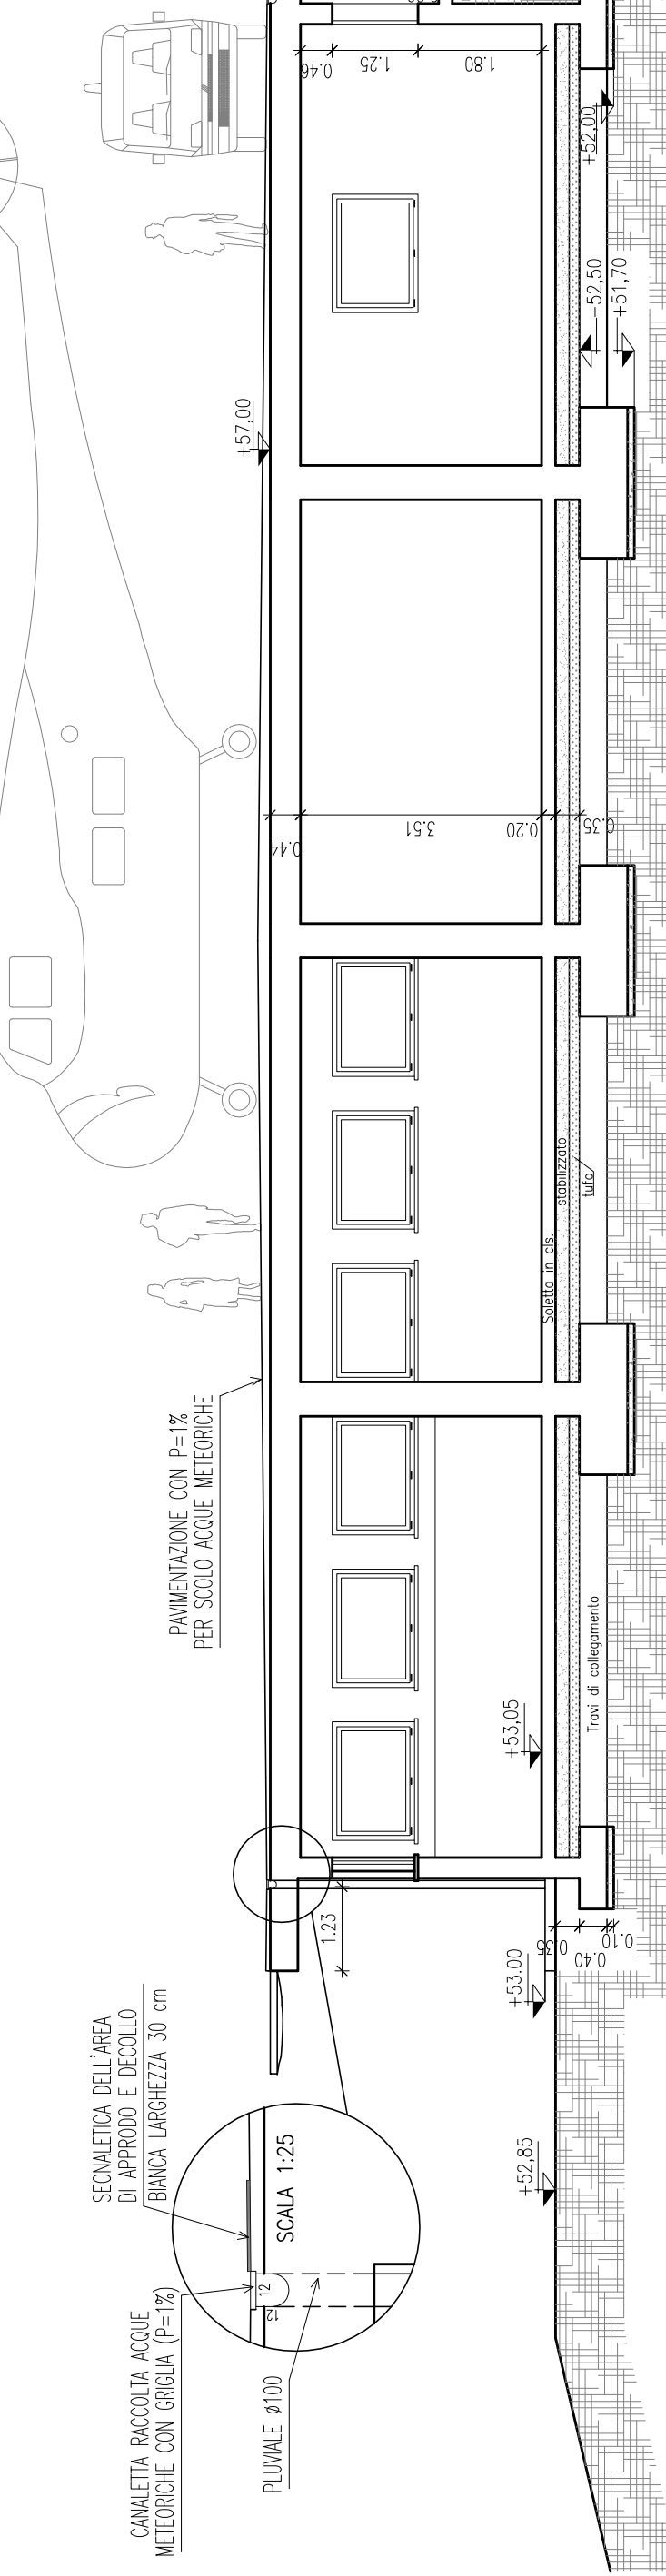 CANALETTA RACCOLTA ACQUE
METEORICHE CON GRIGLIA (P=1%)
SEGNALETICA DELL'AREA
DI APPRODO E DECOLLO
BIANCA LARGHEZZA 30 cm
PLUVIALE ø100
12
12
SCALA 1:25
1.23
+52,85
+53.00
0.35
0.40
0.10
PAVIMENTAZIONE CON P=1%
PER SCOLO ACQUE METEORICHE
+53,05
Travi di collegamento
Soletta in cls.
stabilizzato
tufo
0.44
3.51
0.20
0.35
+57,00
0.46
1.25
1.80
+52,50
+51,70
+52,00